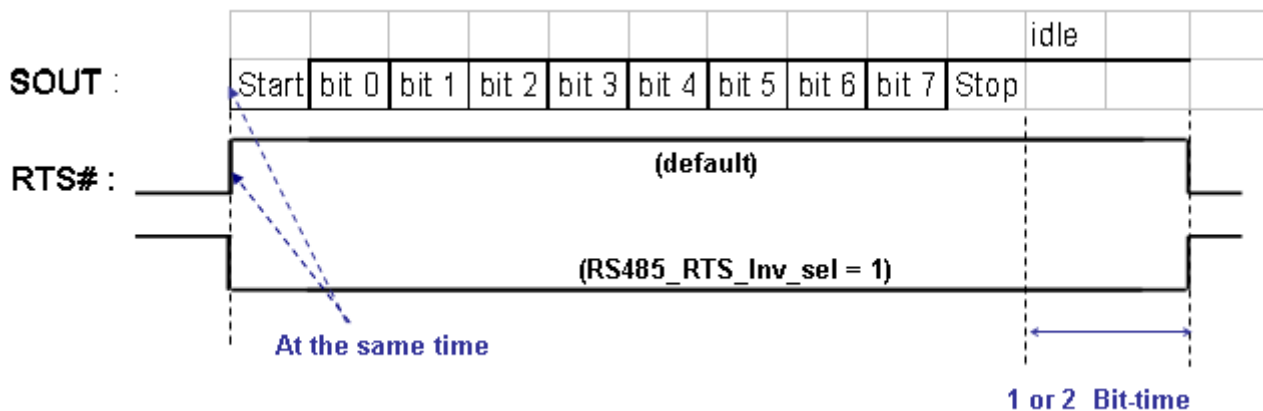 idle
SOUT : Start bit 0 bit 1 bit 2 bit 3 bit 4 bit 5 bit 6 bit 7 Stop
RTS# :
(default)
(RS485_RTS_Inv_sel = 1)
At the same time
1 or 2 Bit-time